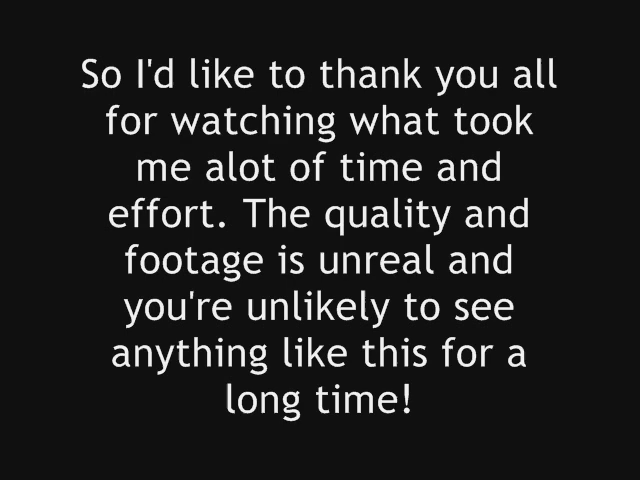 So I'd like to thank you all
for watching what took
me alot of time and
effort. The quality and
footage is unreal and
you're unlikely to see
anything like this for a
long time!